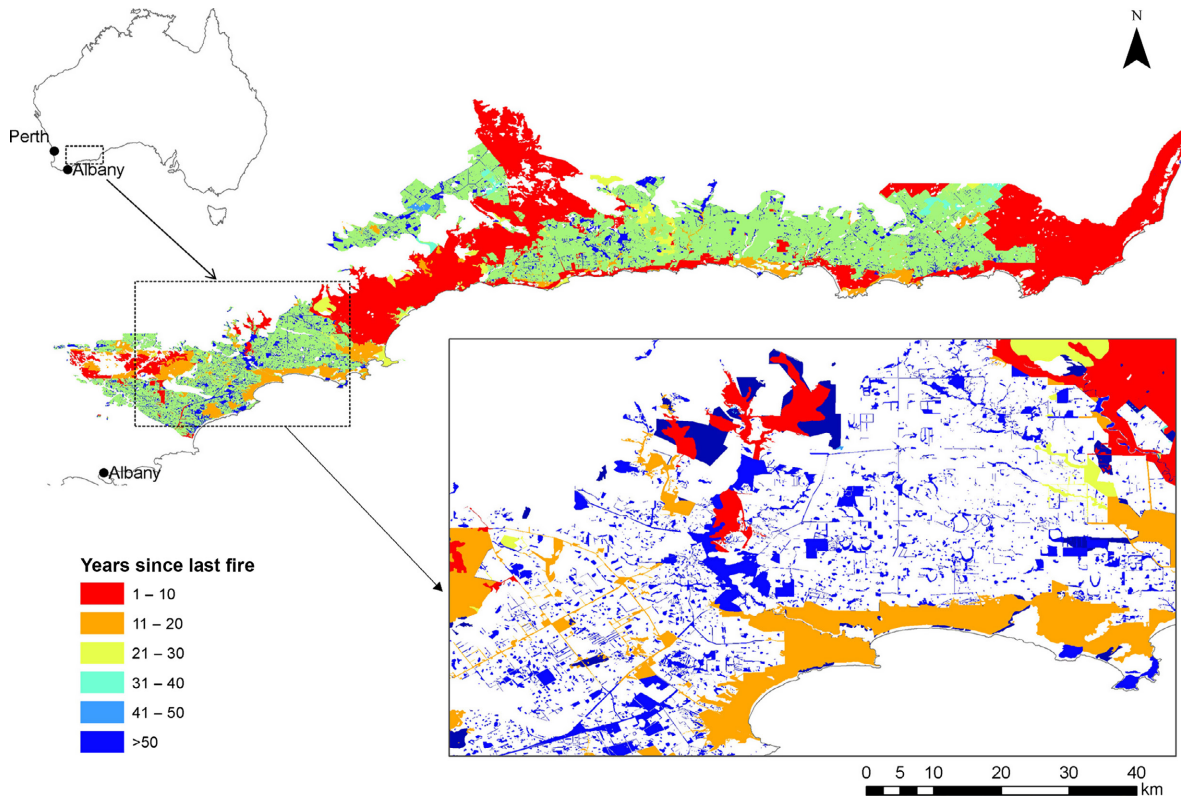 N
Perth
Albany
Albany
Years since last fire
1 – 10
11 – 20
21 – 30
31 – 40
41 – 50
>50
0 5 10 20 30 40
km